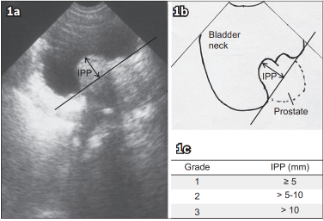 1a
IPP
1b
Bladder
neck
IPP
Prostate
1c
Grade IPP (mm)
1 ≥ 5
2 > 5-10
3 > 10